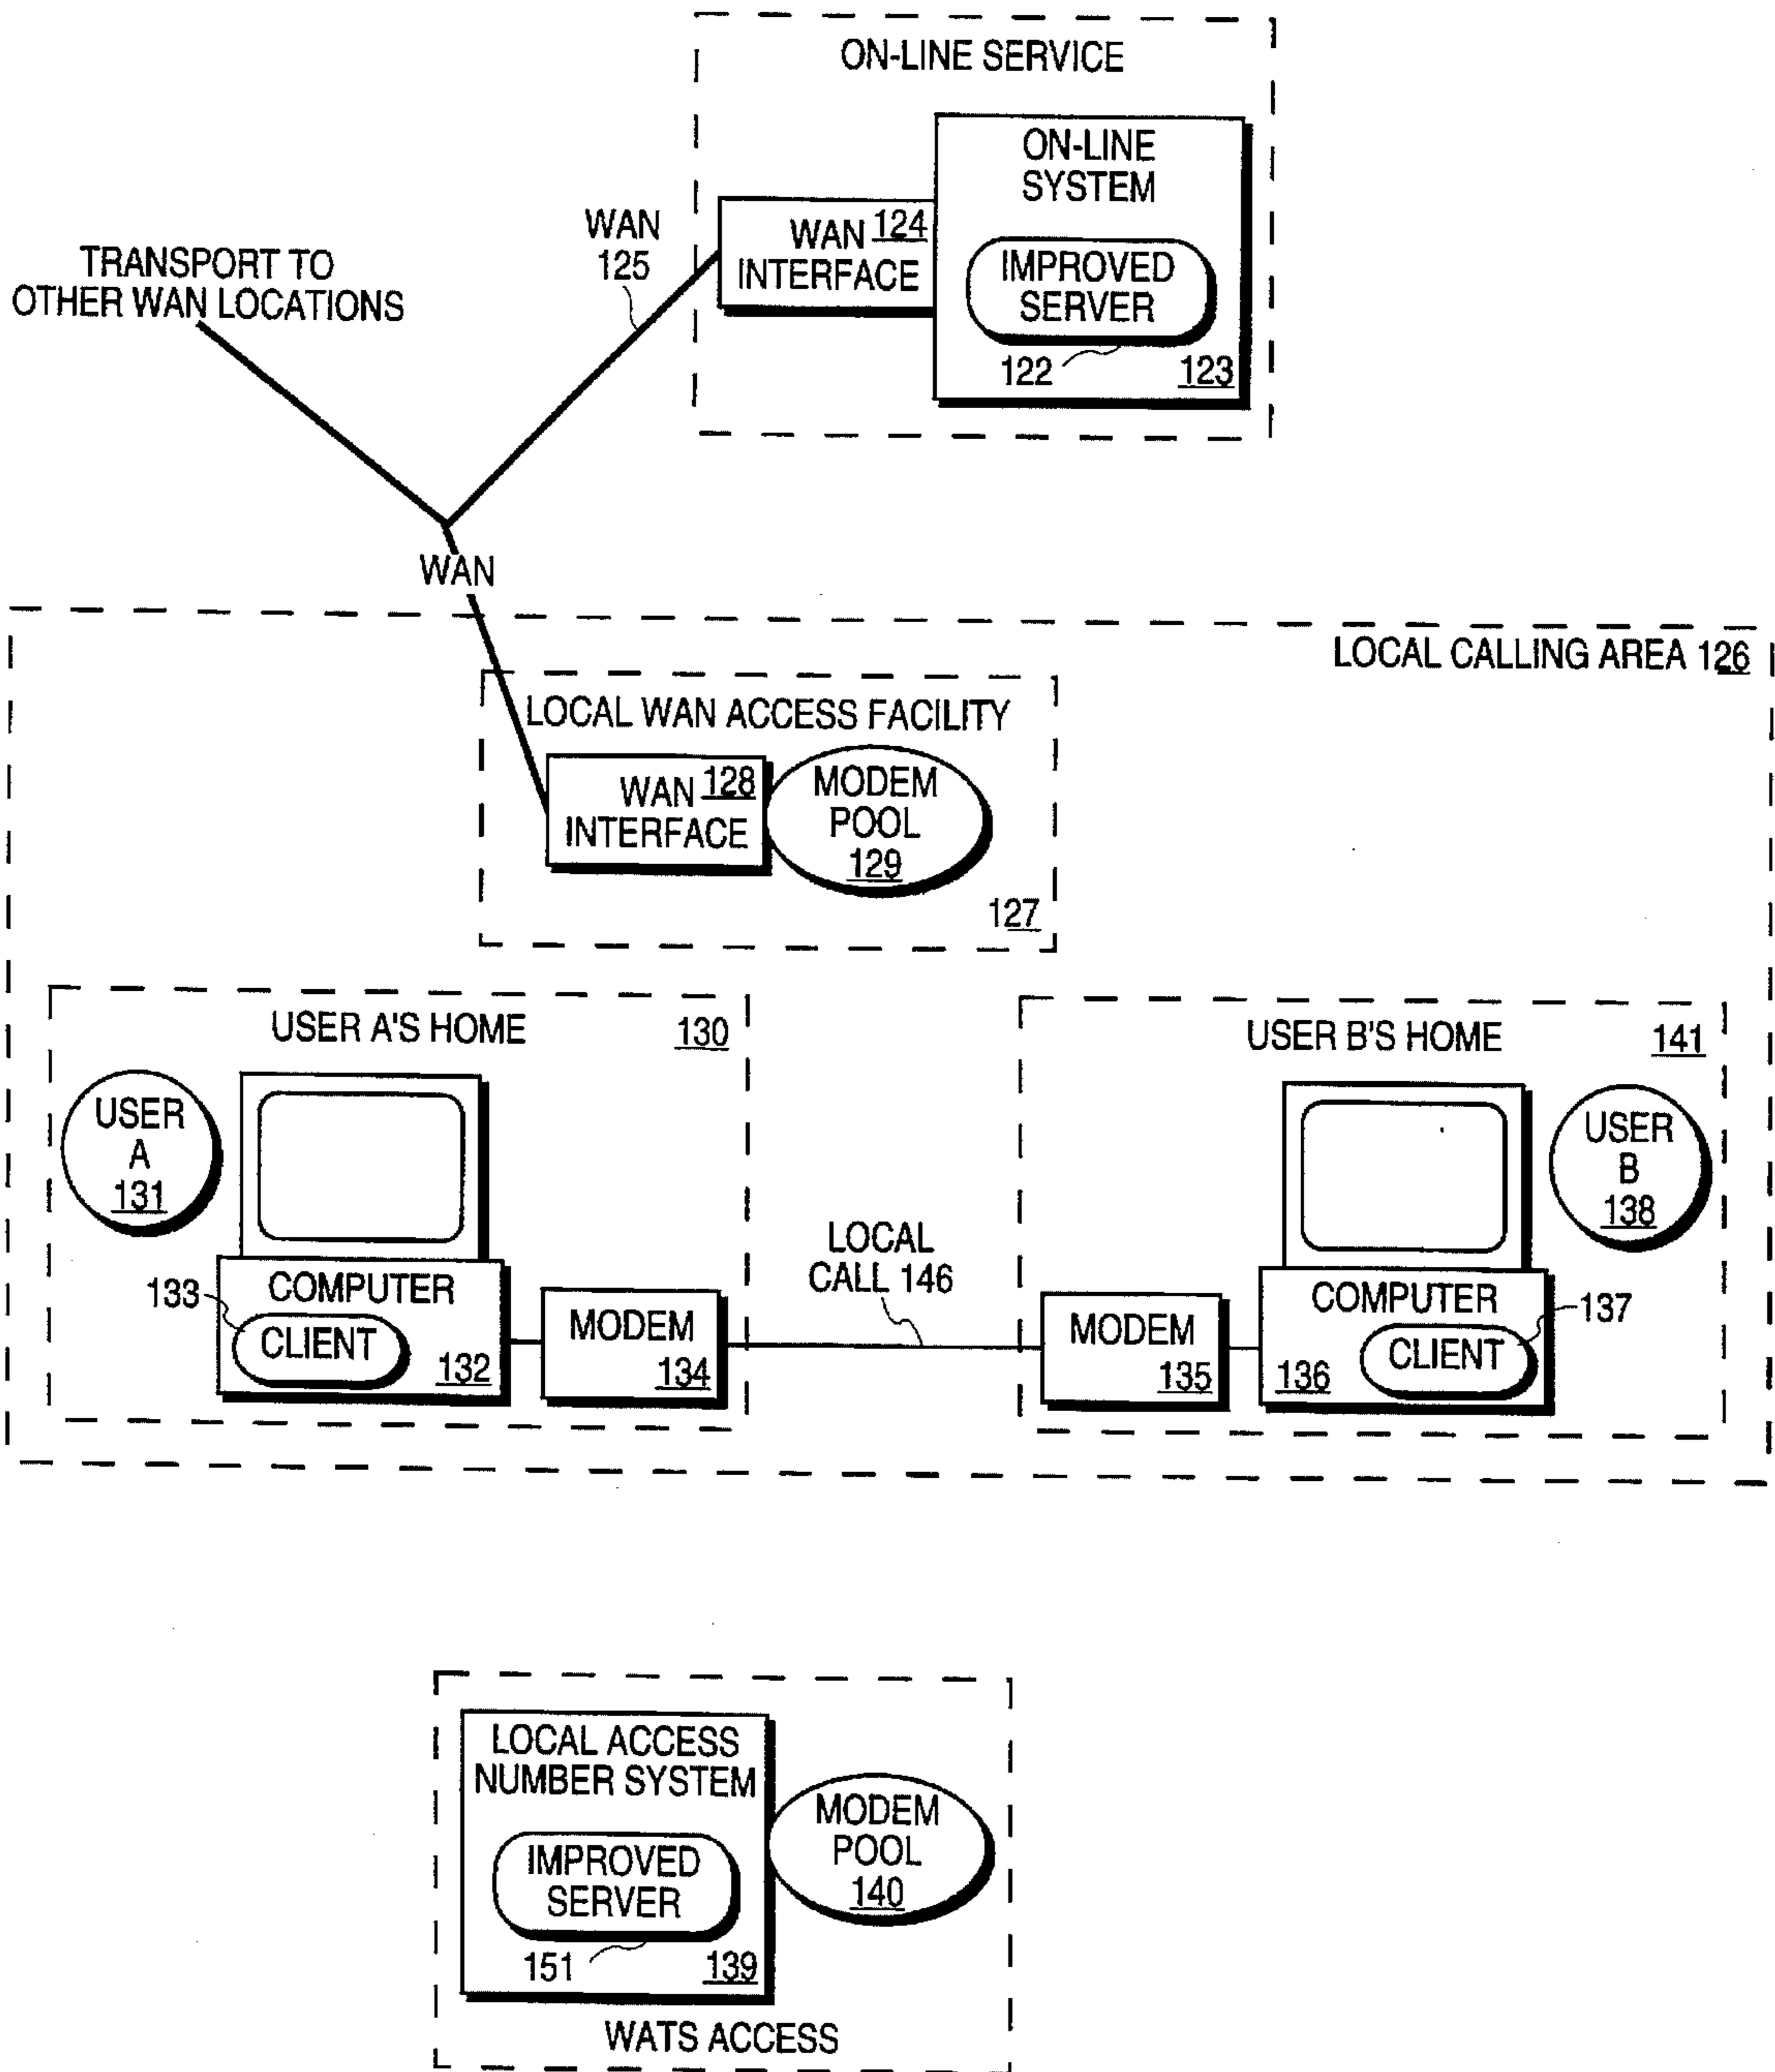 ON-LINE SERVICE
ON-LINE
SYSTEM
WAN 124
INTERFACE
IMPROVED
SERVER
122
123
WAN
125
TRANSPORT TO
OTHER WAN LOCATIONS
WAN
LOCAL CALLING AREA 126
LOCAL WAN ACCESS FACILITY
WAN 128
INTERFACE
MODEM
POOL
129
127
USER A'S HOME
130
USER
A
131
COMPUTER
133
CLIENT
132
MODEM
134
LOCAL
CALL 146
USER B'S HOME
141
USER
B
138
MODEM
135
COMPUTER
137
CLIENT
136
LOCAL ACCESS
NUMBER SYSTEM
IMPROVED
SERVER
151
139
MODEM
POOL
140
WATS ACCESS